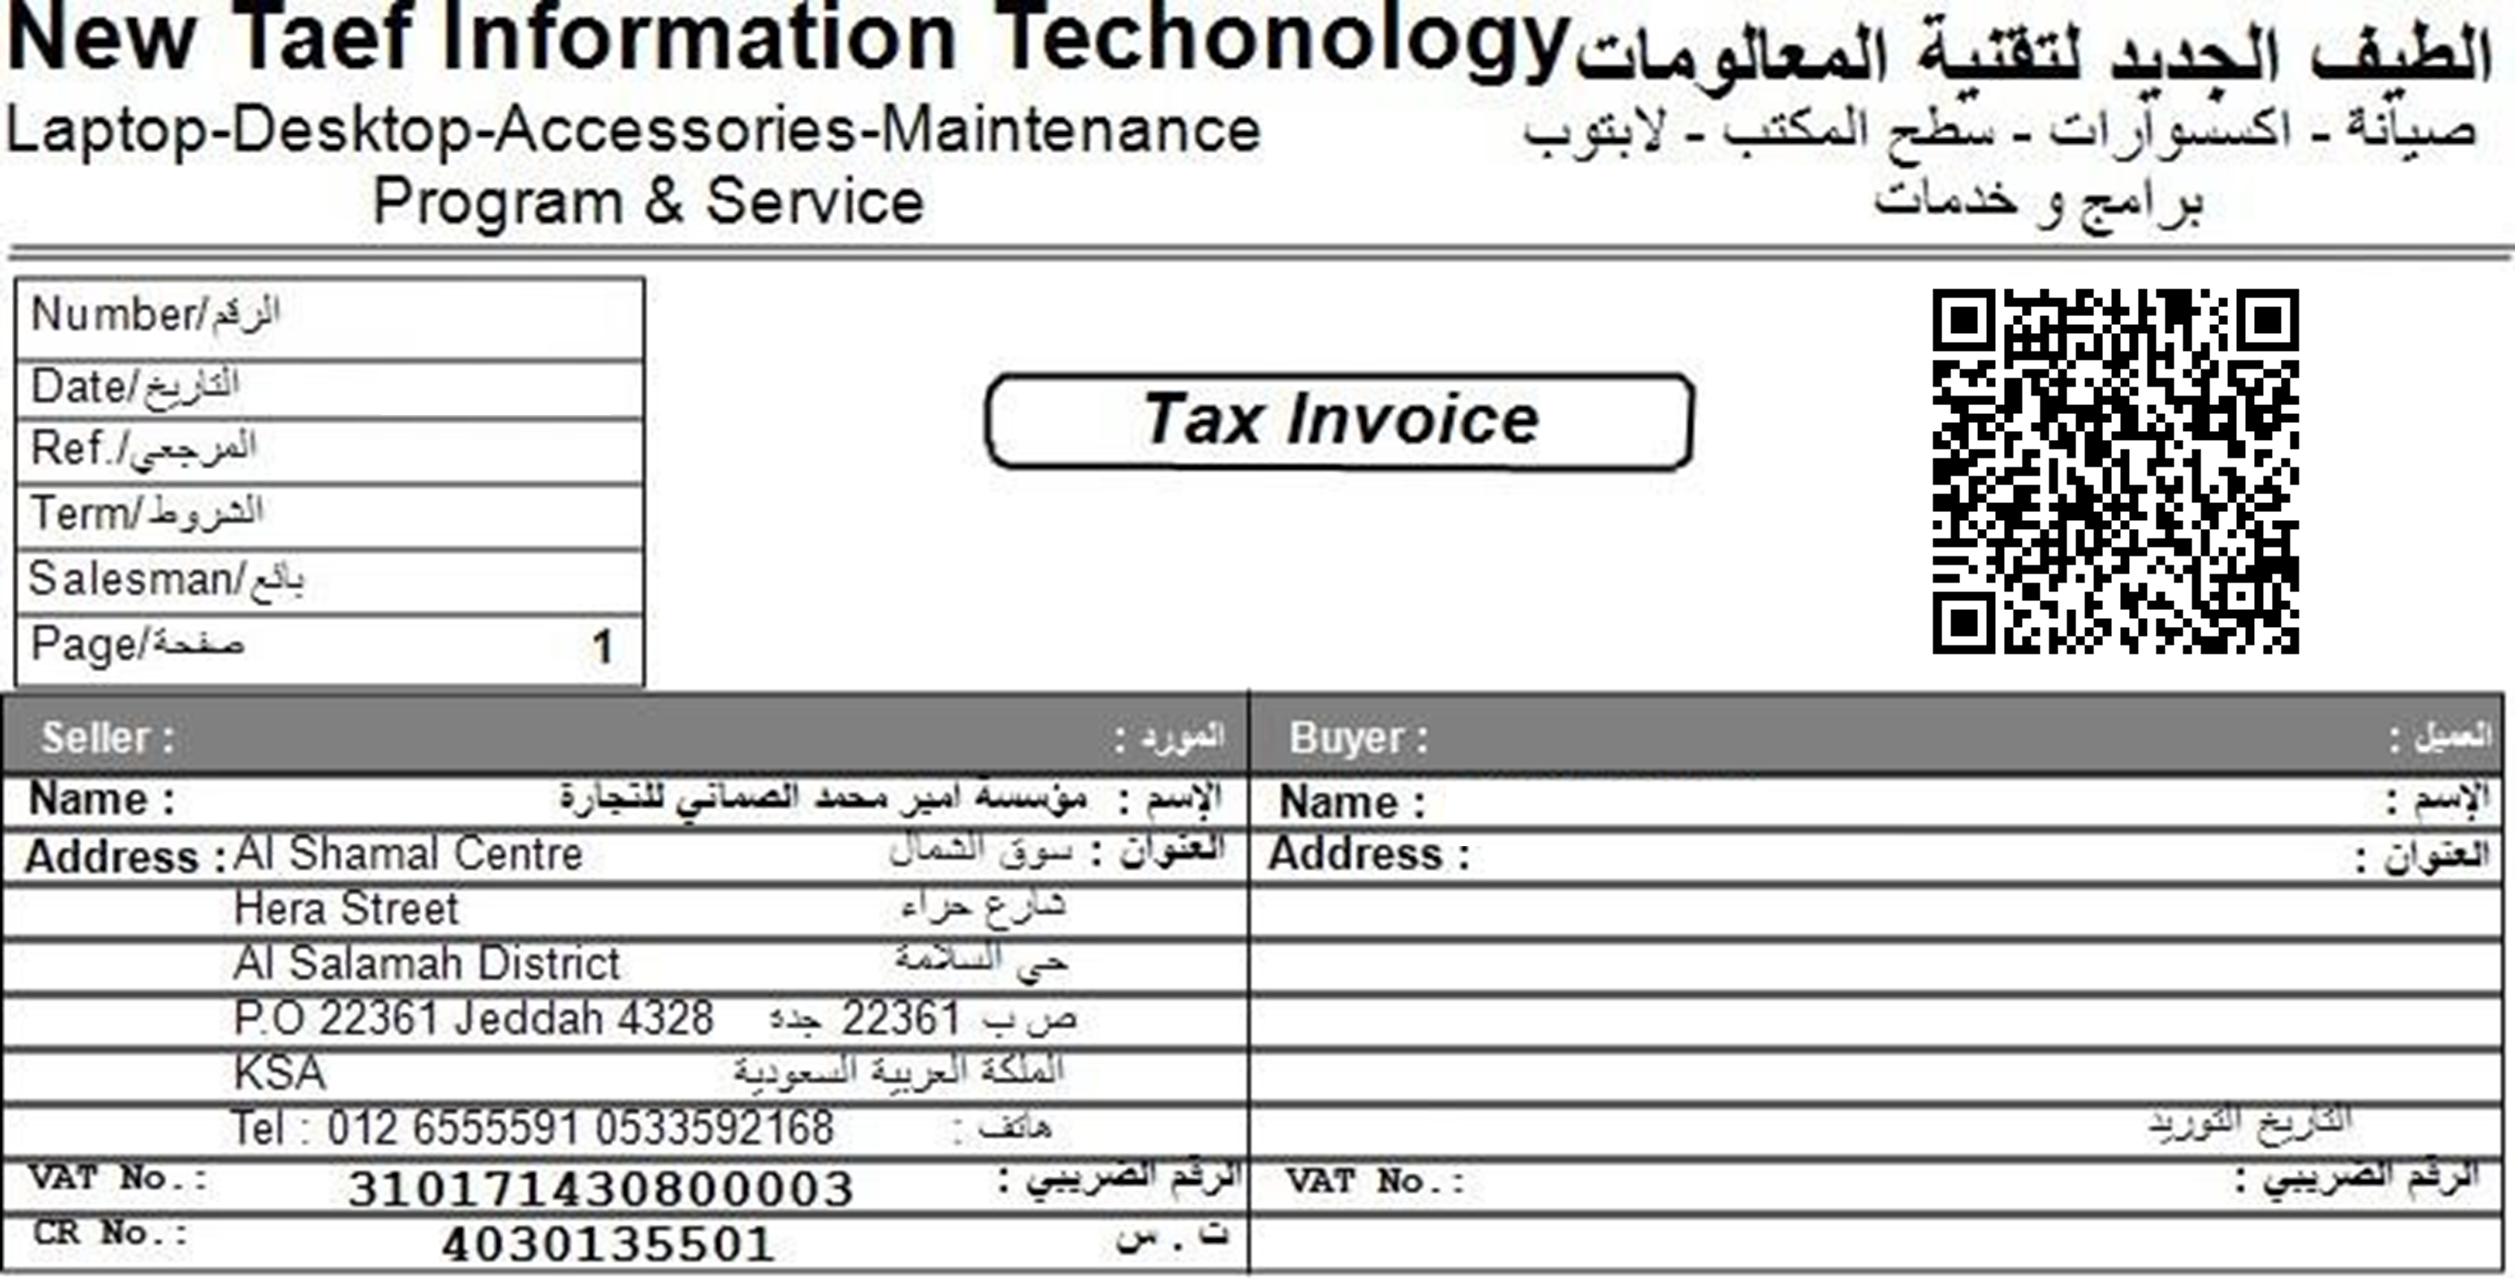 New Taef Information Techonology الطيف الجديد لتقنية المعالومات
Laptop-Desktop-Accessories-Maintenance صيانة - اكسسوارات - سطح المكتب - لابتوب
Program & Service برامج و خدمات
Number/الرقم
Date/التاريخ
Ref./المرجعي
Term/الشروط
Salesman/بائع
Page/صفحة 1
Tax Invoice
Seller : المورد :
Buyer : العميل :
Name : الإسم : مؤسسة امير محمد الصماني للتجارة
Name : الإسم :
Address : Al Shamal Centre العنوان : سوق الشمال
Address : العنوان :
Hera Street شارع حراء
Al Salamah District حي السلامة
P.O 22361 Jeddah 4328 ص ب 22361 جدة
KSA الملكة العربية السعودية
Tel : 012 6555591 0533592168 هاتف :
التاريخ التوريد
VAT No.: 310171430800003 الرقم الضريبي :
VAT No.: الرقم الضريبي :
CR No.: 4030135501 ت . س